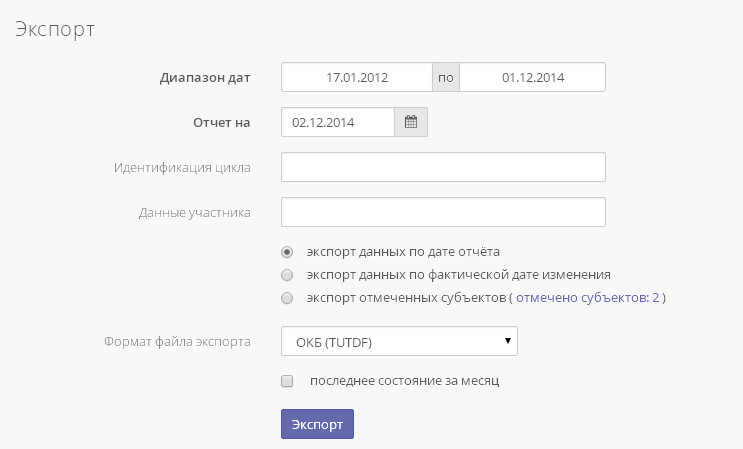 Экспорт
Диапазон дат 17.01.2012 по 01.12.2014
Отчет на 02.12.2014
Идентификация цикла
Данные участника
экспорт данных по дате отчёта
экспорт данных по фактической дате изменения
экспорт отмеченных субъектов ( отмечено субъектов: 2 )
Формат файла экспорта ОКБ (TUTDF)
последнее состояние за месяц
Экспорт